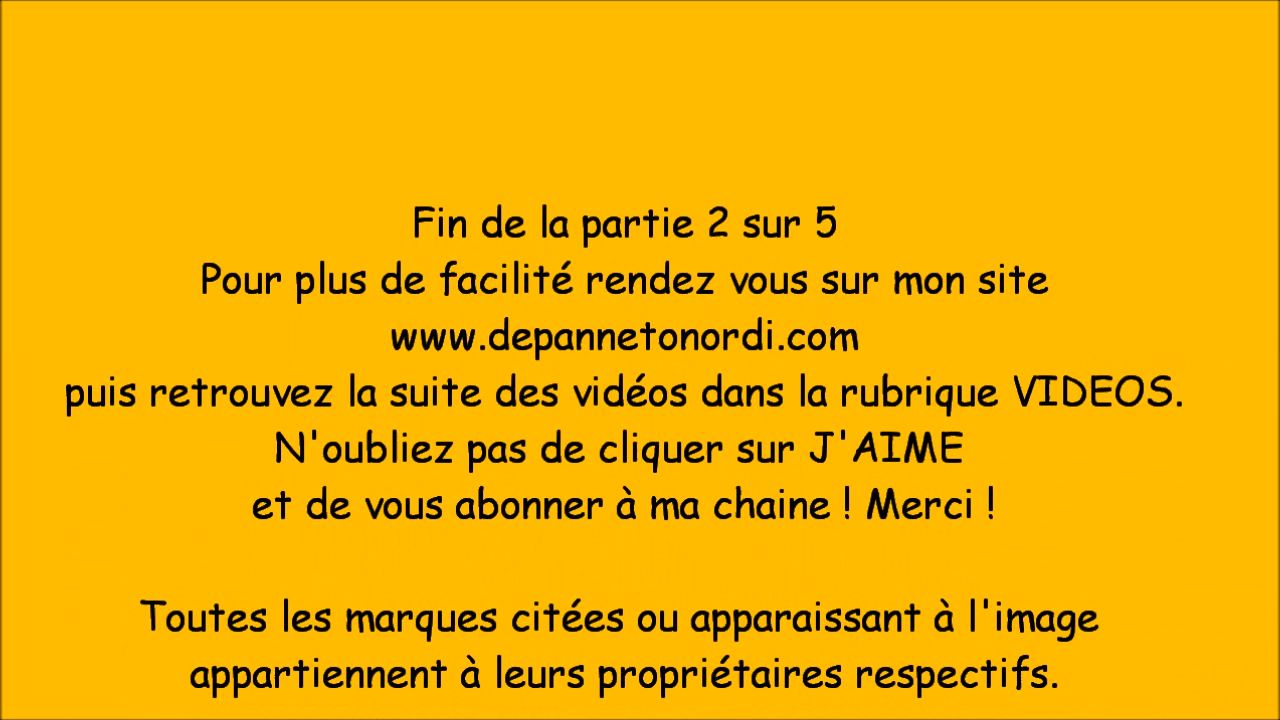 Fin de la partie 2 sur 5
Pour plus de facilité rendez vous sur mon site
www.depannetonordi.com
puis retrouvez la suite des vidéos dans la rubrique VIDEOS.
N'oubliez pas de cliquer sur J'AIME
et de vous abonner à ma chaine ! Merci !
Toutes les marques citées ou apparaissant à l'image
appartiennent à leurs propriétaires respectifs.